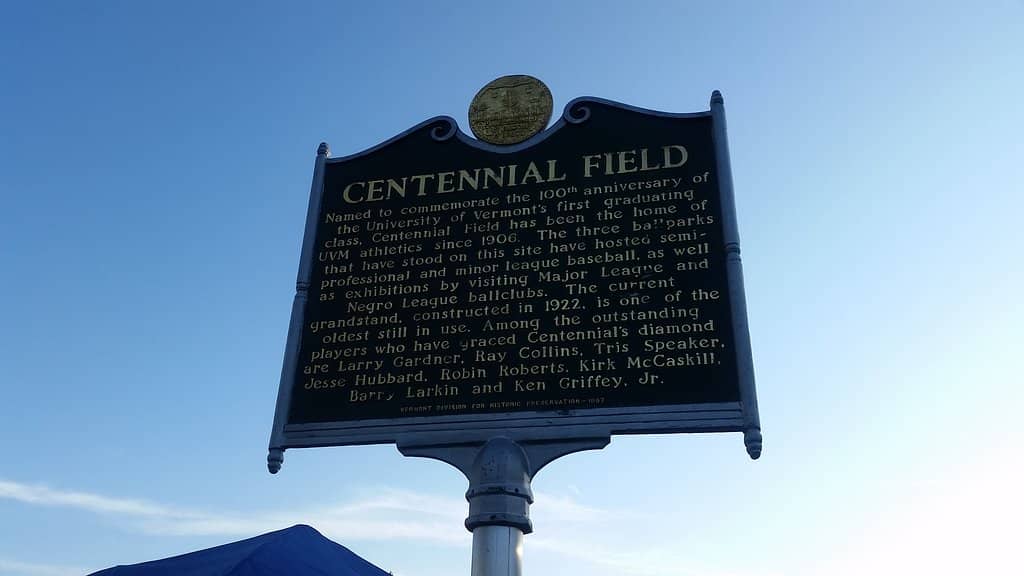 CENTENNIAL FIELD
Named to commemorate the 100th anniversary of
the University of Vermont's first graduating
class, Centennial Field has been the home of
UVM athletics since 1906. The three ballparks
that have stood on this site have hosted semi-
professional and minor league baseball, as well
as exhibitions by visiting Major League and
Negro League ballclubs. The current
grandstand, constructed in 1922, is one of the
oldest still in use. Among the outstanding
players who have graced Centennial's diamond
are Larry Gardner, Ray Collins, Tris Speaker,
Jesse Hubbard, Robin Roberts, Kirk McCaskill,
Barry Larkin and Ken Griffey, Jr.
VERMONT DIVISION FOR HISTORIC PRESERVATION-